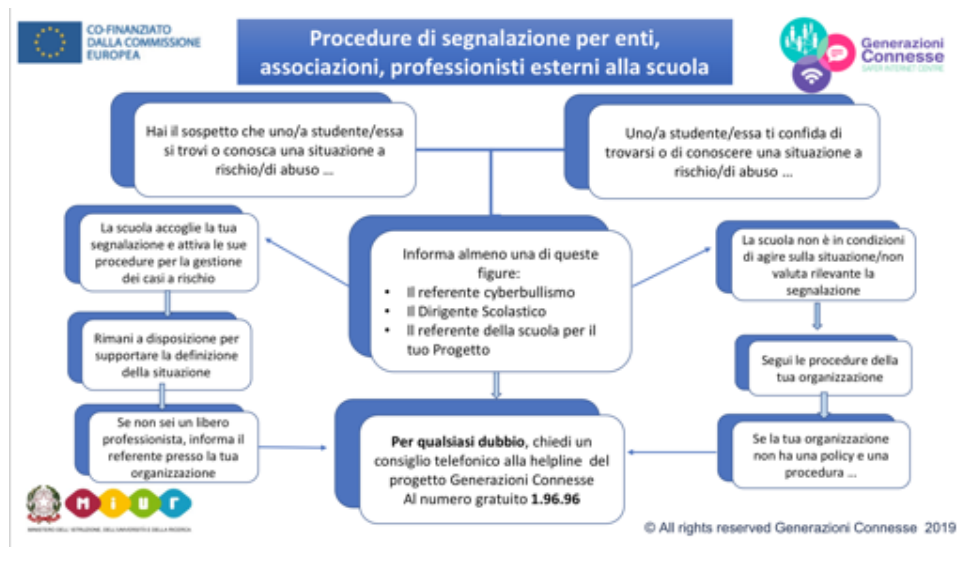 CO-FINANZIATO
DALLA COMMISSIONE
EUROPEA
Procedure di segnalazione per enti,
associazioni, professionisti esterni alla scuola
Generazioni
Connesse
SAFER INTERNET CENTRE
Hai il sospetto che uno/a studente/essa
si trovi o conosca una situazione a
rischio/di abuso ...
Uno/a studente/essa ti confida di
trovarsi o di conoscere una situazione a
rischio/di abuso ...
La scuola accoglie la tua
segnalazione e attiva le sue
procedure per la gestione
dei casi a rischio
Informa almeno una di queste
figure:
• Il referente cyberbullismo
• Il Dirigente Scolastico
• Il referente della scuola per il
tuo Progetto
La scuola non è in condizioni
di agire sulla situazione/non
valuta rilevante la
segnalazione
Rimani a disposizione per
supportare la definizione
della situazione
Segui le procedure della
tua organizzazione
Se non sei un libero
professionista, informa il
referente presso la tua
organizzazione
Per qualsiasi dubbio, chiedi un
consiglio telefonico alla helpline del
progetto Generazioni Connesse
Al numero gratuito 1.96.96
Se la tua organizzazione
non ha una policy e una
procedura ...
miur
MINISTERO DELL' ISTRUZIONE, DELL'UNIVERSITÀ E DELLA RICERCA
© All rights reserved Generazioni Connesse 2019